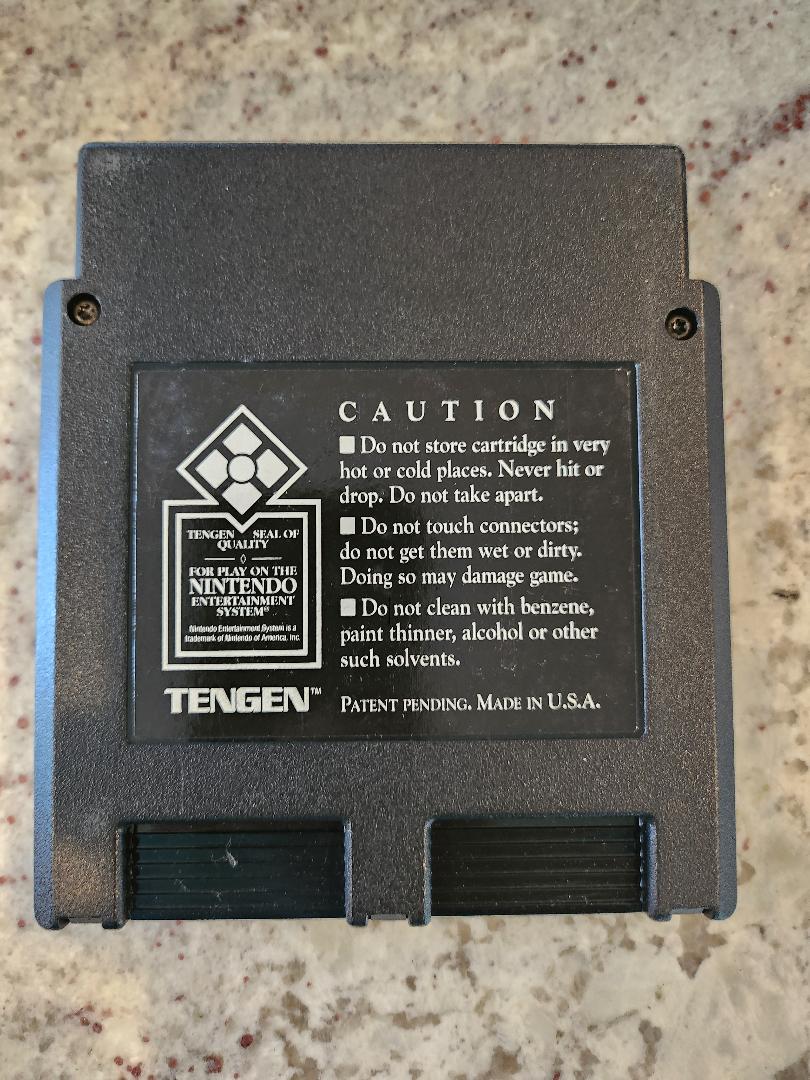 CAUTION
Do not store cartridge in very
hot or cold places. Never hit or
drop. Do not take apart.
Do not touch connectors;
do not get them wet or dirty.
Doing so may damage game.
Do not clean with benzene,
paint thinner, alcohol or other
such solvents.
PATENT PENDING. MADE IN U.S.A.
TENGEN SEAL OF
QUALITY
FOR PLAY ON THE
NINTENDO
ENTERTAINMENT
SYSTEM®
Nintendo Entertainment System is a
trademark of Nintendo of America, Inc.
TENGEN™